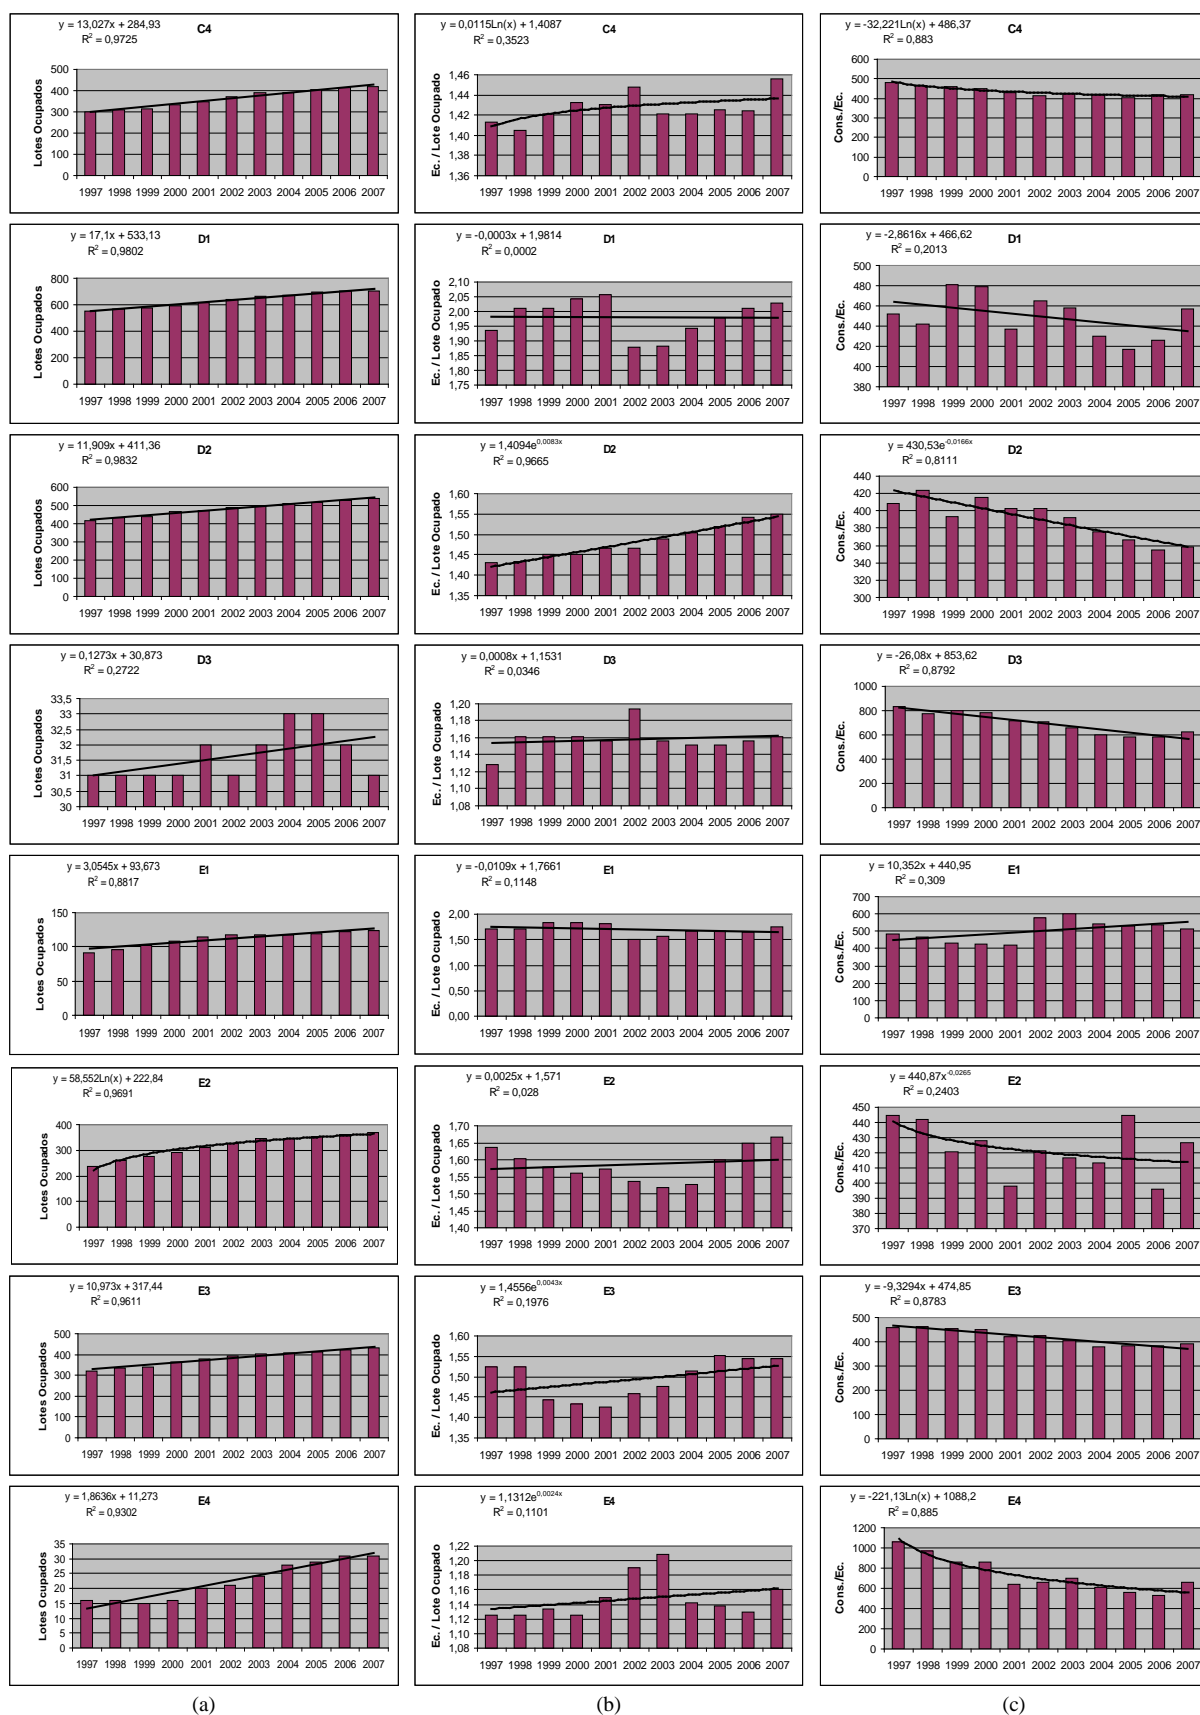 y = 13,027x + 284,93
R² = 0,9725
C4
Lotes Ocupados
500
400
300
200
100
0
1997 1998 1999 2000 2001 2002 2003 2004 2005 2006 2007
y = 0,0115Ln(x) + 1,4087
R² = 0,3523
C4
Ec. / Lote Ocupado
1,46
1,44
1,42
1,40
1,38
1,36
1997 1998 1999 2000 2001 2002 2003 2004 2005 2006 2007
y = -32,221Ln(x) + 486,37
R² = 0,883
C4
Cons./Ec.
600
500
400
300
200
100
0
1997 1998 1999 2000 2001 2002 2003 2004 2005 2006 2007
y = 17,1x + 533,13
R² = 0,9802
D1
Lotes Ocupados
800
600
400
200
0
1997 1998 1999 2000 2001 2002 2003 2004 2005 2006 2007
y = -0,0003x + 1,9814
R² = 0,0002
D1
Ec. / Lote Ocupado
2,10
2,05
2,00
1,95
1,90
1,85
1,80
1,75
1997 1998 1999 2000 2001 2002 2003 2004 2005 2006 2007
y = -2,8616x + 466,62
R² = 0,2013
D1
Cons./Ec.
500
480
460
440
420
400
380
1997 1998 1999 2000 2001 2002 2003 2004 2005 2006 2007
y = 11,909x + 411,36
R² = 0,9832
D2
Lotes Ocupados
600
500
400
300
200
100
0
1997 1998 1999 2000 2001 2002 2003 2004 2005 2006 2007
y = 1,4094e^0,0083x
R² = 0,9665
D2
Ec. / Lote Ocupado
1,60
1,55
1,50
1,45
1,40
1,35
1997 1998 1999 2000 2001 2002 2003 2004 2005 2006 2007
y = 430,53e^-0,0166x
R² = 0,8111
D2
Cons./Ec.
440
420
400
380
360
340
320
300
1997 1998 1999 2000 2001 2002 2003 2004 2005 2006 2007
y = 0,1273x + 30,873
R² = 0,2722
D3
Lotes Ocupados
33,5
33
32,5
32
31,5
31
30,5
30
1997 1998 1999 2000 2001 2002 2003 2004 2005 2006 2007
y = 0,0008x + 1,1531
R² = 0,0346
D3
Ec. / Lote Ocupado
1,20
1,18
1,16
1,14
1,12
1,10
1,08
1997 1998 1999 2000 2001 2002 2003 2004 2005 2006 2007
y = -26,08x + 853,62
R² = 0,8792
D3
Cons./Ec.
1000
800
600
400
200
0
1997 1998 1999 2000 2001 2002 2003 2004 2005 2006 2007
y = 3,0545x + 93,673
R² = 0,8817
E1
Lotes Ocupados
150
100
50
0
1997 1998 1999 2000 2001 2002 2003 2004 2005 2006 2007
y = -0,0109x + 1,7661
R² = 0,1148
E1
Ec. / Lote Ocupado
2,00
1,50
1,00
0,50
0,00
1997 1998 1999 2000 2001 2002 2003 2004 2005 2006 2007
y = 10,352x + 440,95
R² = 0,309
E1
Cons./Ec.
700
600
500
400
300
200
100
0
1997 1998 1999 2000 2001 2002 2003 2004 2005 2006 2007
y = 58,552Ln(x) + 222,84
R² = 0,9691
E2
Lotes Ocupados
400
300
200
100
0
1997 1998 1999 2000 2001 2002 2003 2004 2005 2006 2007
y = 0,0025x + 1,571
R² = 0,028
E2
Ec. / Lote Ocupado
1,70
1,65
1,60
1,55
1,50
1,45
1,40
1997 1998 1999 2000 2001 2002 2003 2004 2005 2006 2007
y = 440,87x^-0,0265
R² = 0,2403
E2
Cons./Ec.
450
440
430
420
410
400
390
380
370
1997 1998 1999 2000 2001 2002 2003 2004 2005 2006 2007
y = 10,973x + 317,44
R² = 0,9611
E3
Lotes Ocupados
500
400
300
200
100
0
1997 1998 1999 2000 2001 2002 2003 2004 2005 2006 2007
y = 1,4556e^0,0043x
R² = 0,1976
E3
Ec. / Lote Ocupado
1,60
1,55
1,50
1,45
1,40
1,35
1997 1998 1999 2000 2001 2002 2003 2004 2005 2006 2007
y = -9,3294x + 474,85
R² = 0,8783
E3
Cons./Ec.
500
400
300
200
100
0
1997 1998 1999 2000 2001 2002 2003 2004 2005 2006 2007
y = 1,8636x + 11,273
R² = 0,9302
E4
Lotes Ocupados
35
30
25
20
15
10
5
0
1997 1998 1999 2000 2001 2002 2003 2004 2005 2006 2007
y = 1,1312e^0,0024x
R² = 0,1101
E4
Ec. / Lote Ocupado
1,22
1,20
1,18
1,16
1,14
1,12
1,10
1,08
1997 1998 1999 2000 2001 2002 2003 2004 2005 2006 2007
y = -221,13Ln(x) + 1088,2
R² = 0,885
E4
Cons./Ec.
1200
1000
800
600
400
200
0
1997 1998 1999 2000 2001 2002 2003 2004 2005 2006 2007
(a) (b) (c)